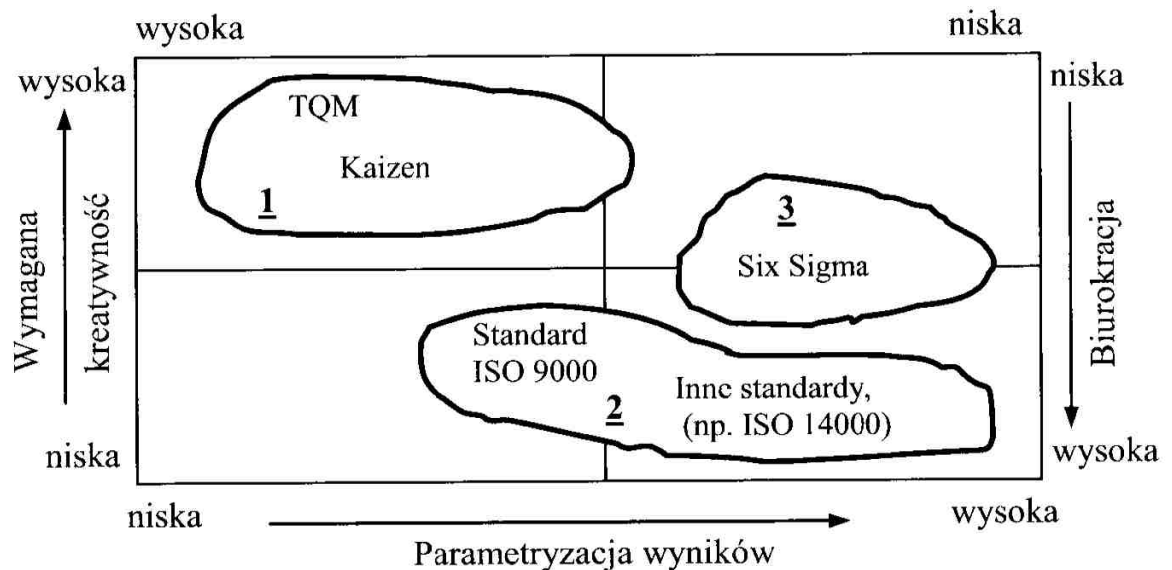 wysoka niska
wysoka
niska
TQM
Kaizen
1
3
Six Sigma
Wymagana
kreatywność
Biurokracja
Standard
ISO 9000
2
Inne standardy,
(np. ISO 14000)
niska
wysoka
niska wysoka
Parametryzacja wyników